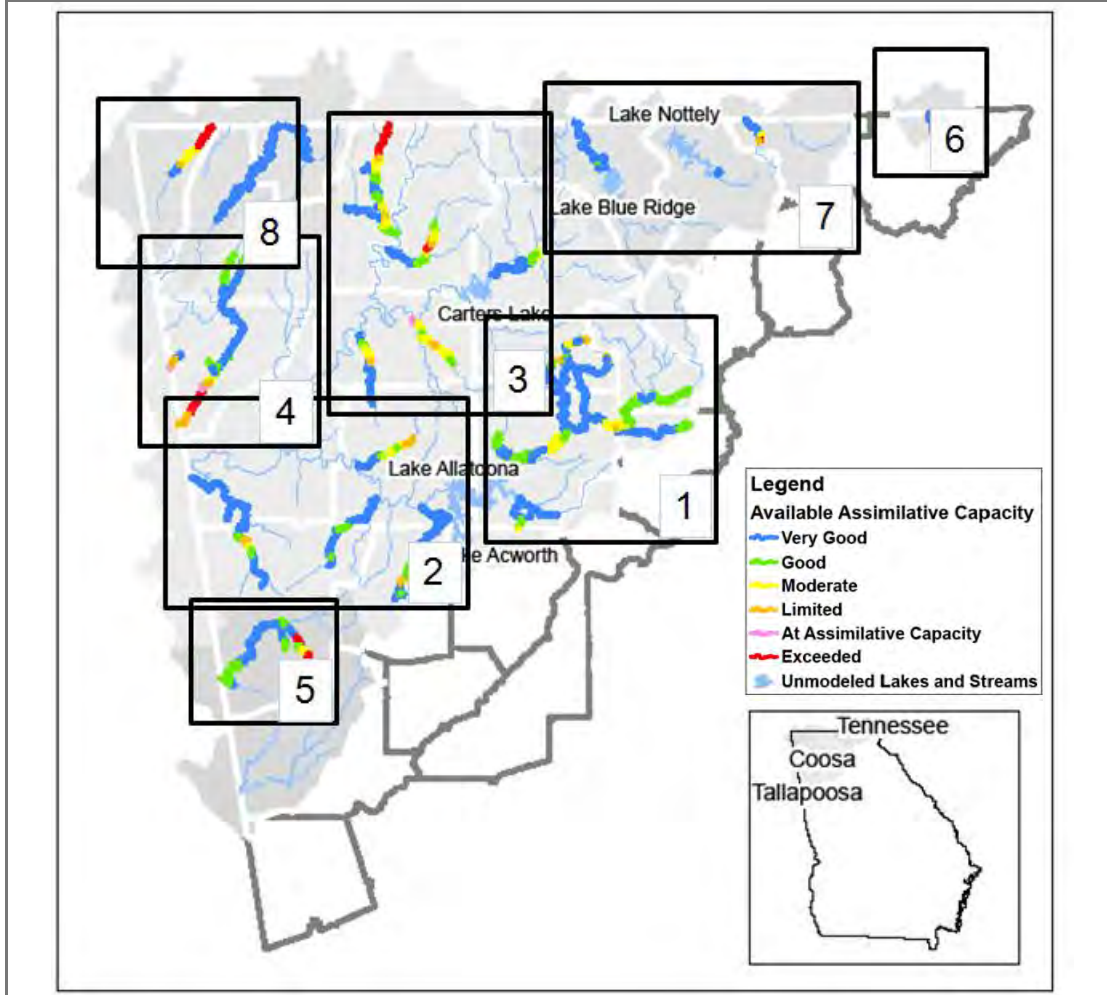 Lake Nottely
6
Lake Blue Ridge
7
8
Carters Lake
3
4
Lake Allatoona
1
ke Acworth
2
5
Legend
Available Assimilative Capacity
Very Good
Good
Moderate
Limited
At Assimilative Capacity
Exceeded
Unmodeled Lakes and Streams
Tennessee
Coosa
Tallapoosa